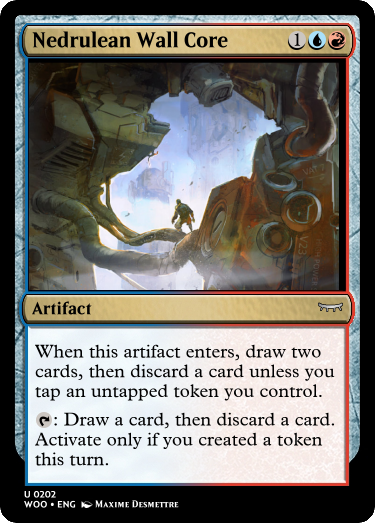 Nedrulean Wall Core 1
Artifact
When this artifact enters, draw two
cards, then discard a card unless you
tap an untapped token you control.
: Draw a card, then discard a card.
Activate only if you created a token
this turn.
U 0202
WOO • ENG Maxime Desmettre